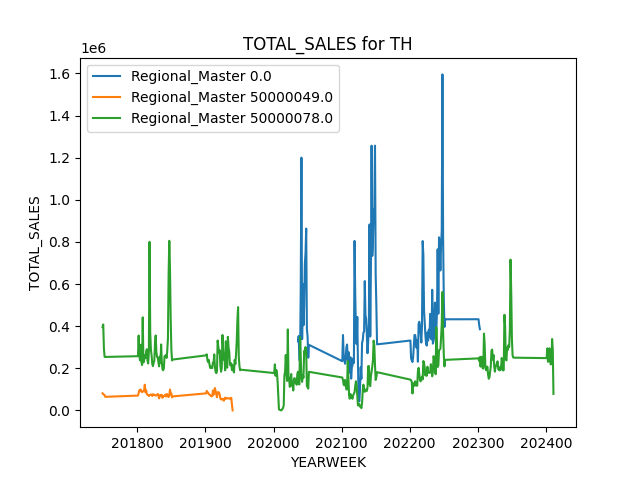 TOTAL_SALES for TH
1e6
Regional_Master 0.0
Regional_Master 50000049.0
Regional_Master 50000078.0
1.6
1.4
1.2
1.0
0.8
0.6
0.4
0.2
0.0
TOTAL_SALES
201800 201900 202000 202100 202200 202300 202400
YEARWEEK